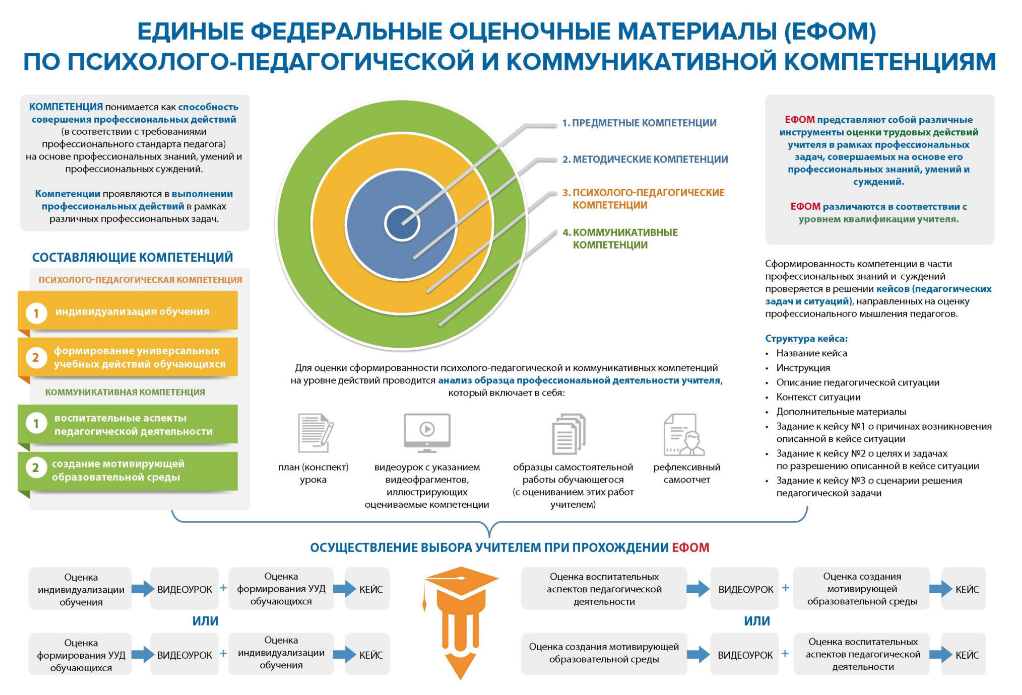 ЕДИНЫЕ ФЕДЕРАЛЬНЫЕ ОЦЕНОЧНЫЕ МАТЕРИАЛЫ (ЕФОМ)
ПО ПСИХОЛОГО-ПЕДАГОГИЧЕСКОЙ И КОММУНИКАТИВНОЙ КОМПЕТЕНЦИЯМ
КОМПЕТЕНЦИЯ понимается как способность
совершения профессиональных действий
(в соответствии с требованиями
профессионального стандарта педагога)
на основе профессиональных знаний, умений и
профессиональных суждений.
Компетенции проявляются в выполнении
профессиональных действий в рамках
различных профессиональных задач.
СОСТАВЛЯЮЩИЕ КОМПЕТЕНЦИЙ
ПСИХОЛОГО-ПЕДАГОГИЧЕСКАЯ КОМПЕТЕНЦИЯ
1 индивидуализация обучения
2 формирование универсальных
учебных действий обучающихся
КОММУНИКАТИВНАЯ КОМПЕТЕНЦИЯ
1 воспитательные аспекты
педагогической деятельности
2 создание мотивирующей
образовательной среды
1. ПРЕДМЕТНЫЕ КОМПЕТЕНЦИИ
2. МЕТОДИЧЕСКИЕ КОМПЕТЕНЦИИ
3. ПСИХОЛОГО-ПЕДАГОГИЧЕСКИЕ
КОМПЕТЕНЦИИ
4. КОММУНИКАТИВНЫЕ
КОМПЕТЕНЦИИ
Для оценки сформированности психолого-педагогической и коммуникативных компетенций
на уровне действий проводится анализ образца профессиональной деятельности учителя,
который включает в себя:
план (конспект)
урока
видеоурок с указанием
видеофрагментов,
иллюстрирующих
оцениваемые компетенции
образцы самостоятельной
работы обучающегося
(с оцениванием этих работ
учителем)
рефлексивный
самоотчет
ЕФОМ представляют собой различные
инструменты оценки трудовых действий
учителя в рамках профессиональных
задач, совершаемых на основе его
профессиональных знаний, умений и
суждений.
ЕФОМ различаются в соответствии с
уровнем квалификации учителя.
Сформированность компетенции в части
профессиональных знаний и суждений
проверяется в решении кейсов (педагогических
задач и ситуаций), направленных на оценку
профессионального мышления педагогов.
Структура кейса:
• Название кейса
• Инструкция
• Описание педагогической ситуации
• Контекст ситуации
• Дополнительные материалы
• Задание к кейсу №1 о причинах возникновения
описанной в кейсе ситуации
• Задание к кейсу №2 о целях и задачах
по разрешению описанной в кейсе ситуации
• Задание к кейсу №3 о сценарии решения
педагогической задачи
ОСУЩЕСТВЛЕНИЕ ВЫБОРА УЧИТЕЛЕМ ПРИ ПРОХОЖДЕНИИ ЕФОМ
Оценка
индивидуализации
обучения
ВИДЕОУРОК
+
Оценка
формирования УУД
обучающихся
КЕЙС
ИЛИ
Оценка
формирования УУД
обучающихся
ВИДЕОУРОК
+
Оценка
индивидуализации
обучения
КЕЙС
Оценка воспитательных
аспектов педагогической
деятельности
ВИДЕОУРОК
+
Оценка создания
мотивирующей
образовательной среды
КЕЙС
ИЛИ
Оценка создания мотивирующей
образовательной среды
ВИДЕОУРОК
+
Оценка воспитательных
аспектов педагогической
деятельности
КЕЙС